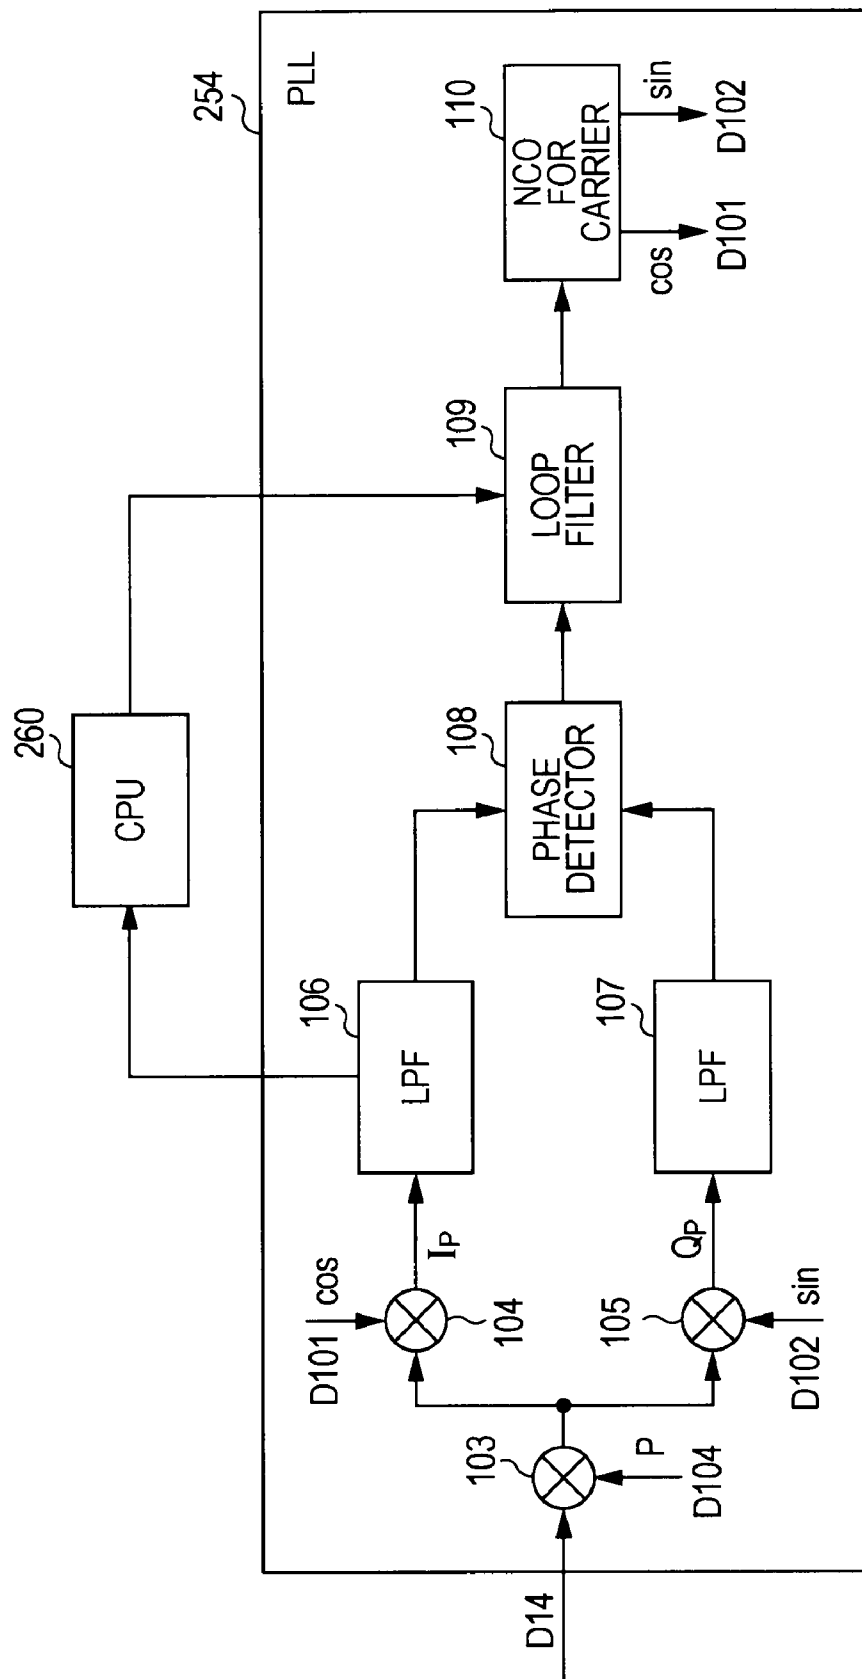 254
PLL
260
CPU
D14
103
P
D104
D101
cos
104
IP
106
LPF
105
D102
sin
QP
107
LPF
108
PHASE
DETECTOR
109
LOOP
FILTER
110
NCO
FOR
CARRIER
cos
D101
sin
D102